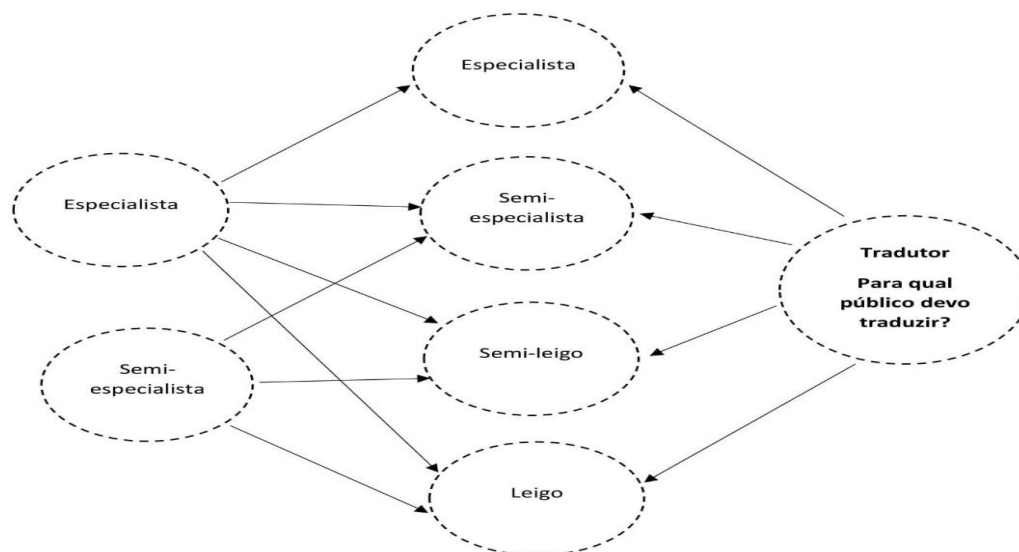 Especialista
Especialista
Semi-
especialista
Tradutor
Para qual
público devo
traduzir?
Semi-leigo
Semi-
especialista
Leigo